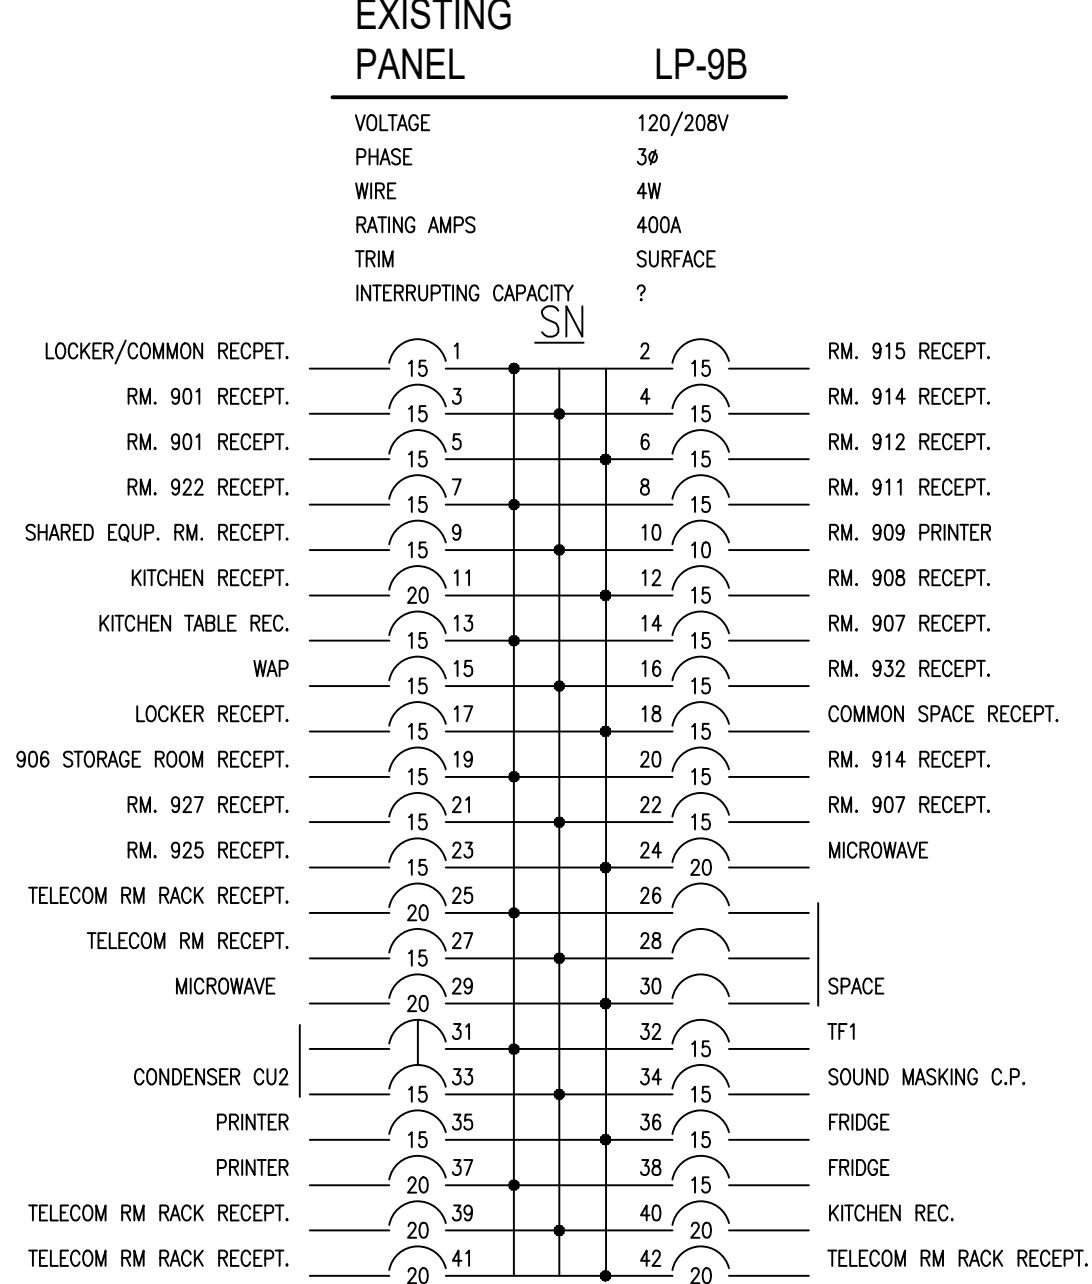 EXISTING
PANEL LP-9B
VOLTAGE 120/208V
PHASE 3ø
WIRE 4W
RATING AMPS 400A
TRIM SURFACE
INTERRUPTING CAPACITY ?
SN
LOCKER/COMMON RECPET. 15 1 2 15 RM. 915 RECEPT.
RM. 901 RECEPT. 15 3 4 15 RM. 914 RECEPT.
RM. 901 RECEPT. 15 5 6 15 RM. 912 RECEPT.
RM. 922 RECEPT. 15 7 8 15 RM. 911 RECEPT.
SHARED EQUP. RM. RECEPT. 15 9 10 10 RM. 909 PRINTER
KITCHEN RECEPT. 20 11 12 15 RM. 908 RECEPT.
KITCHEN TABLE REC. 15 13 14 15 RM. 907 RECEPT.
WAP 15 15 16 15 RM. 932 RECEPT.
LOCKER RECEPT. 15 17 18 15 COMMON SPACE RECEPT.
906 STORAGE ROOM RECEPT. 15 19 20 15 RM. 914 RECEPT.
RM. 927 RECEPT. 15 21 22 15 RM. 907 RECEPT.
RM. 925 RECEPT. 15 23 24 20 MICROWAVE
TELECOM RM RACK RECEPT. 20 25 26
TELECOM RM RECEPT. 15 27 28
MICROWAVE 20 29 30 SPACE
31 32 15 TF1
CONDENSER CU2 15 33 34 15 SOUND MASKING C.P.
PRINTER 15 35 36 15 FRIDGE
PRINTER 20 37 38 15 FRIDGE
TELECOM RM RACK RECEPT. 20 39 40 20 KITCHEN REC.
TELECOM RM RACK RECEPT. 20 41 42 20 TELECOM RM RACK RECEPT.